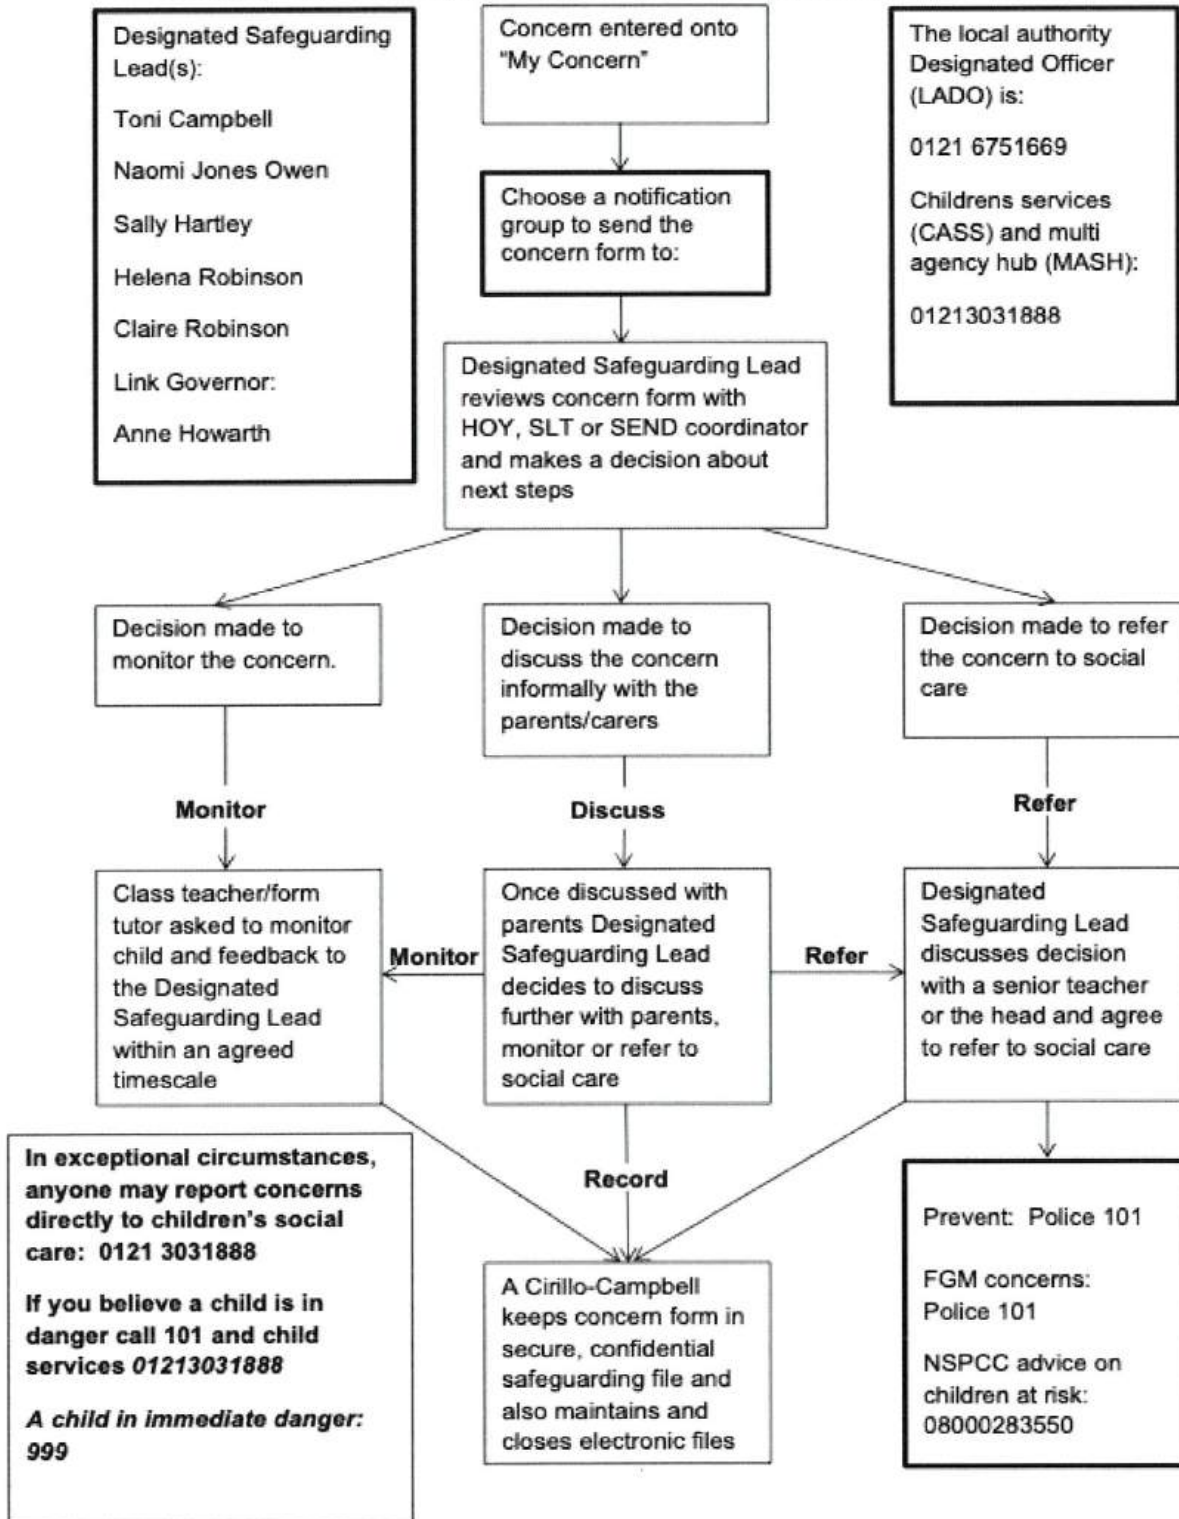 Designated Safeguarding
Lead(s):
Toni Campbell
Naomi Jones Owen
Sally Hartley
Helena Robinson
Claire Robinson
Link Governor:
Anne Howarth
Concern entered onto
“My Concern”
The local authority
Designated Officer
(LADO) is:
0121 6751669
Childrens services
(CASS) and multi
agency hub (MASH):
01213031888
Choose a notification
group to send the
concern form to:
Designated Safeguarding Lead
reviews concern form with
HOY, SLT or SEND coordinator
and makes a decision about
next steps
Decision made to
monitor the concern.
Decision made to
discuss the concern
informally with the
parents/carers
Decision made to refer
the concern to social
care
Monitor
Discuss
Refer
Class teacher/form
tutor asked to monitor
child and feedback to
the Designated
Safeguarding Lead
within an agreed
timescale
Monitor
Once discussed with
parents Designated
Safeguarding Lead
decides to discuss
further with parents,
monitor or refer to
social care
Refer
Designated
Safeguarding Lead
discusses decision
with a senior teacher
or the head and agree
to refer to social care
In exceptional circumstances,
anyone may report concerns
directly to children's social
care: 0121 3031888
If you believe a child is in
danger call 101 and child
services 01213031888
A child in immediate danger:
999
Record
A Cirillo-Campbell
keeps concern form in
secure, confidential
safeguarding file and
also maintains and
closes electronic files
Prevent: Police 101
FGM concerns:
Police 101
NSPCC advice on
children at risk:
08000283550